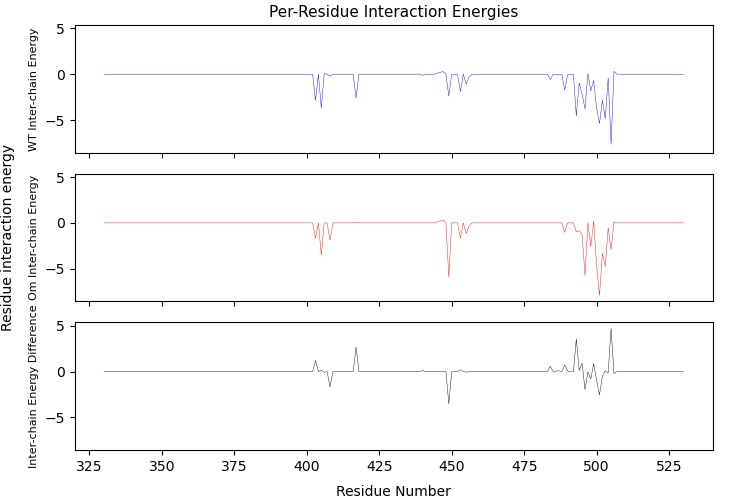 Per-Residue Interaction Energies
Residue interaction energy
WT Inter-chain Energy
5
0
−5
Om Inter-chain Energy
5
0
−5
Inter-chain Energy Difference
5
0
−5
325 350 375 400 425 450 475 500 525
Residue Number